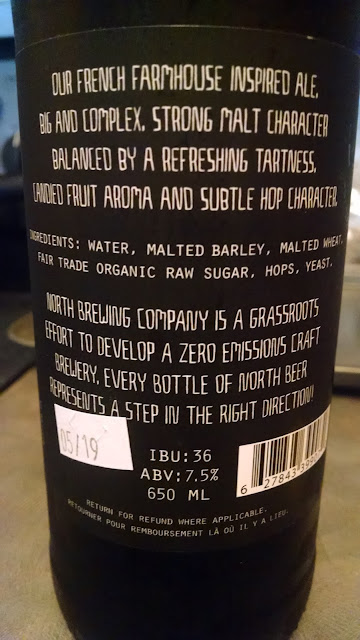 OUR FRENCH FARMHOUSE INSPIRED ALE,
BIG AND COMPLEX. STRONG MALT CHARACTER
BALANCED BY A REFRESHING TARTNESS.
CANDIED FRUIT AROMA AND SUBTLE HOP CHARACTER.
INGREDIENTS: WATER, MALTED BARLEY, MALTED WHEAT,
FAIR TRADE ORGANIC RAW SUGAR, HOPS, YEAST.
NORTH BREWING COMPANY IS A GRASSROOTS
EFFORT TO DEVELOP A ZERO EMISSIONS CRAFT
BREWERY, EVERY BOTTLE OF NORTH BEER
REPRESENTS A STEP IN THE RIGHT DIRECTION!
05/19
IBU:36
ABV:7.5%
650 ML
6 27843
RETURN FOR REFUND WHERE APPLICABLE.
RETOURNER POUR REMBOURSEMENT LÀ OÙ IL Y A LIEU.